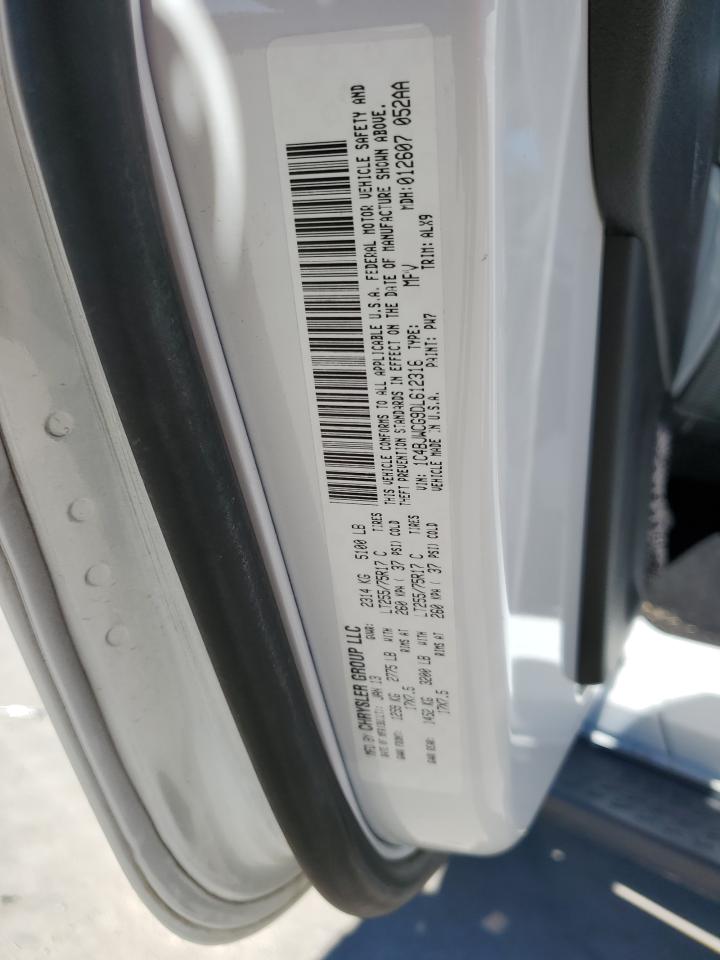 MFD BY CHRYSLER GROUP LLC
DATE OF MFR JAN 13 GVWR: 2314 KG 5100 LB
GAWR FRONT: 1259 KG 2775 LB WITH LT255/75R17 C TIRES
17X7.5 RIMS AT 260 KPA ( 37 PSI) COLD
GAWR REAR: 1452 KG 3200 LB WITH LT255/75R17 C TIRES
17X7.5 RIMS AT 260 KPA ( 37 PSI) COLD
THIS VEHICLE CONFORMS TO ALL APPLICABLE U.S.A. FEDERAL MOTOR VEHICLE SAFETY AND
THEFT PREVENTION STANDARDS IN EFFECT ON THE DATE OF MANUFACTURE SHOWN ABOVE.
VIN: 1C4BJWCG9DL612316 TYPE: MPV MDH:012607 052AA
VEHICLE MADE IN U.S.A. PAINT: PW7 TRIM: ALX9